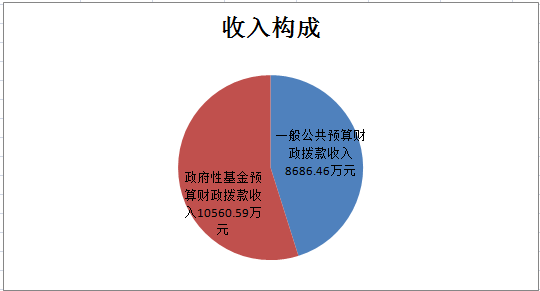 收入构成
一般公共预算财
政拨款收入
8686.46万元
政府性基金预
算财政拨款收
入10560.59万
元